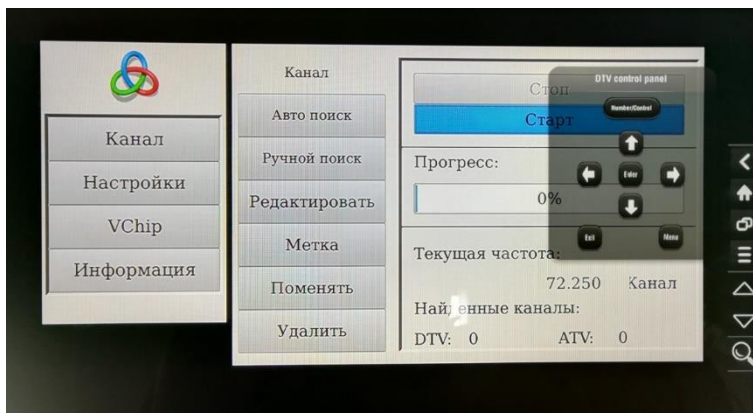 Канал
Настройки
VChip
Информация
Канал
Авто поиск
Ручной поиск
Редактировать
Метка
Поменять
Удалить
Стоп
Старт
Прогресс:
0%
Текущая частота:
72.250 Канал
Найденные каналы:
DTV: 0 ATV: 0
DTV control panel
Number/Control
Enter
Exit
Menu